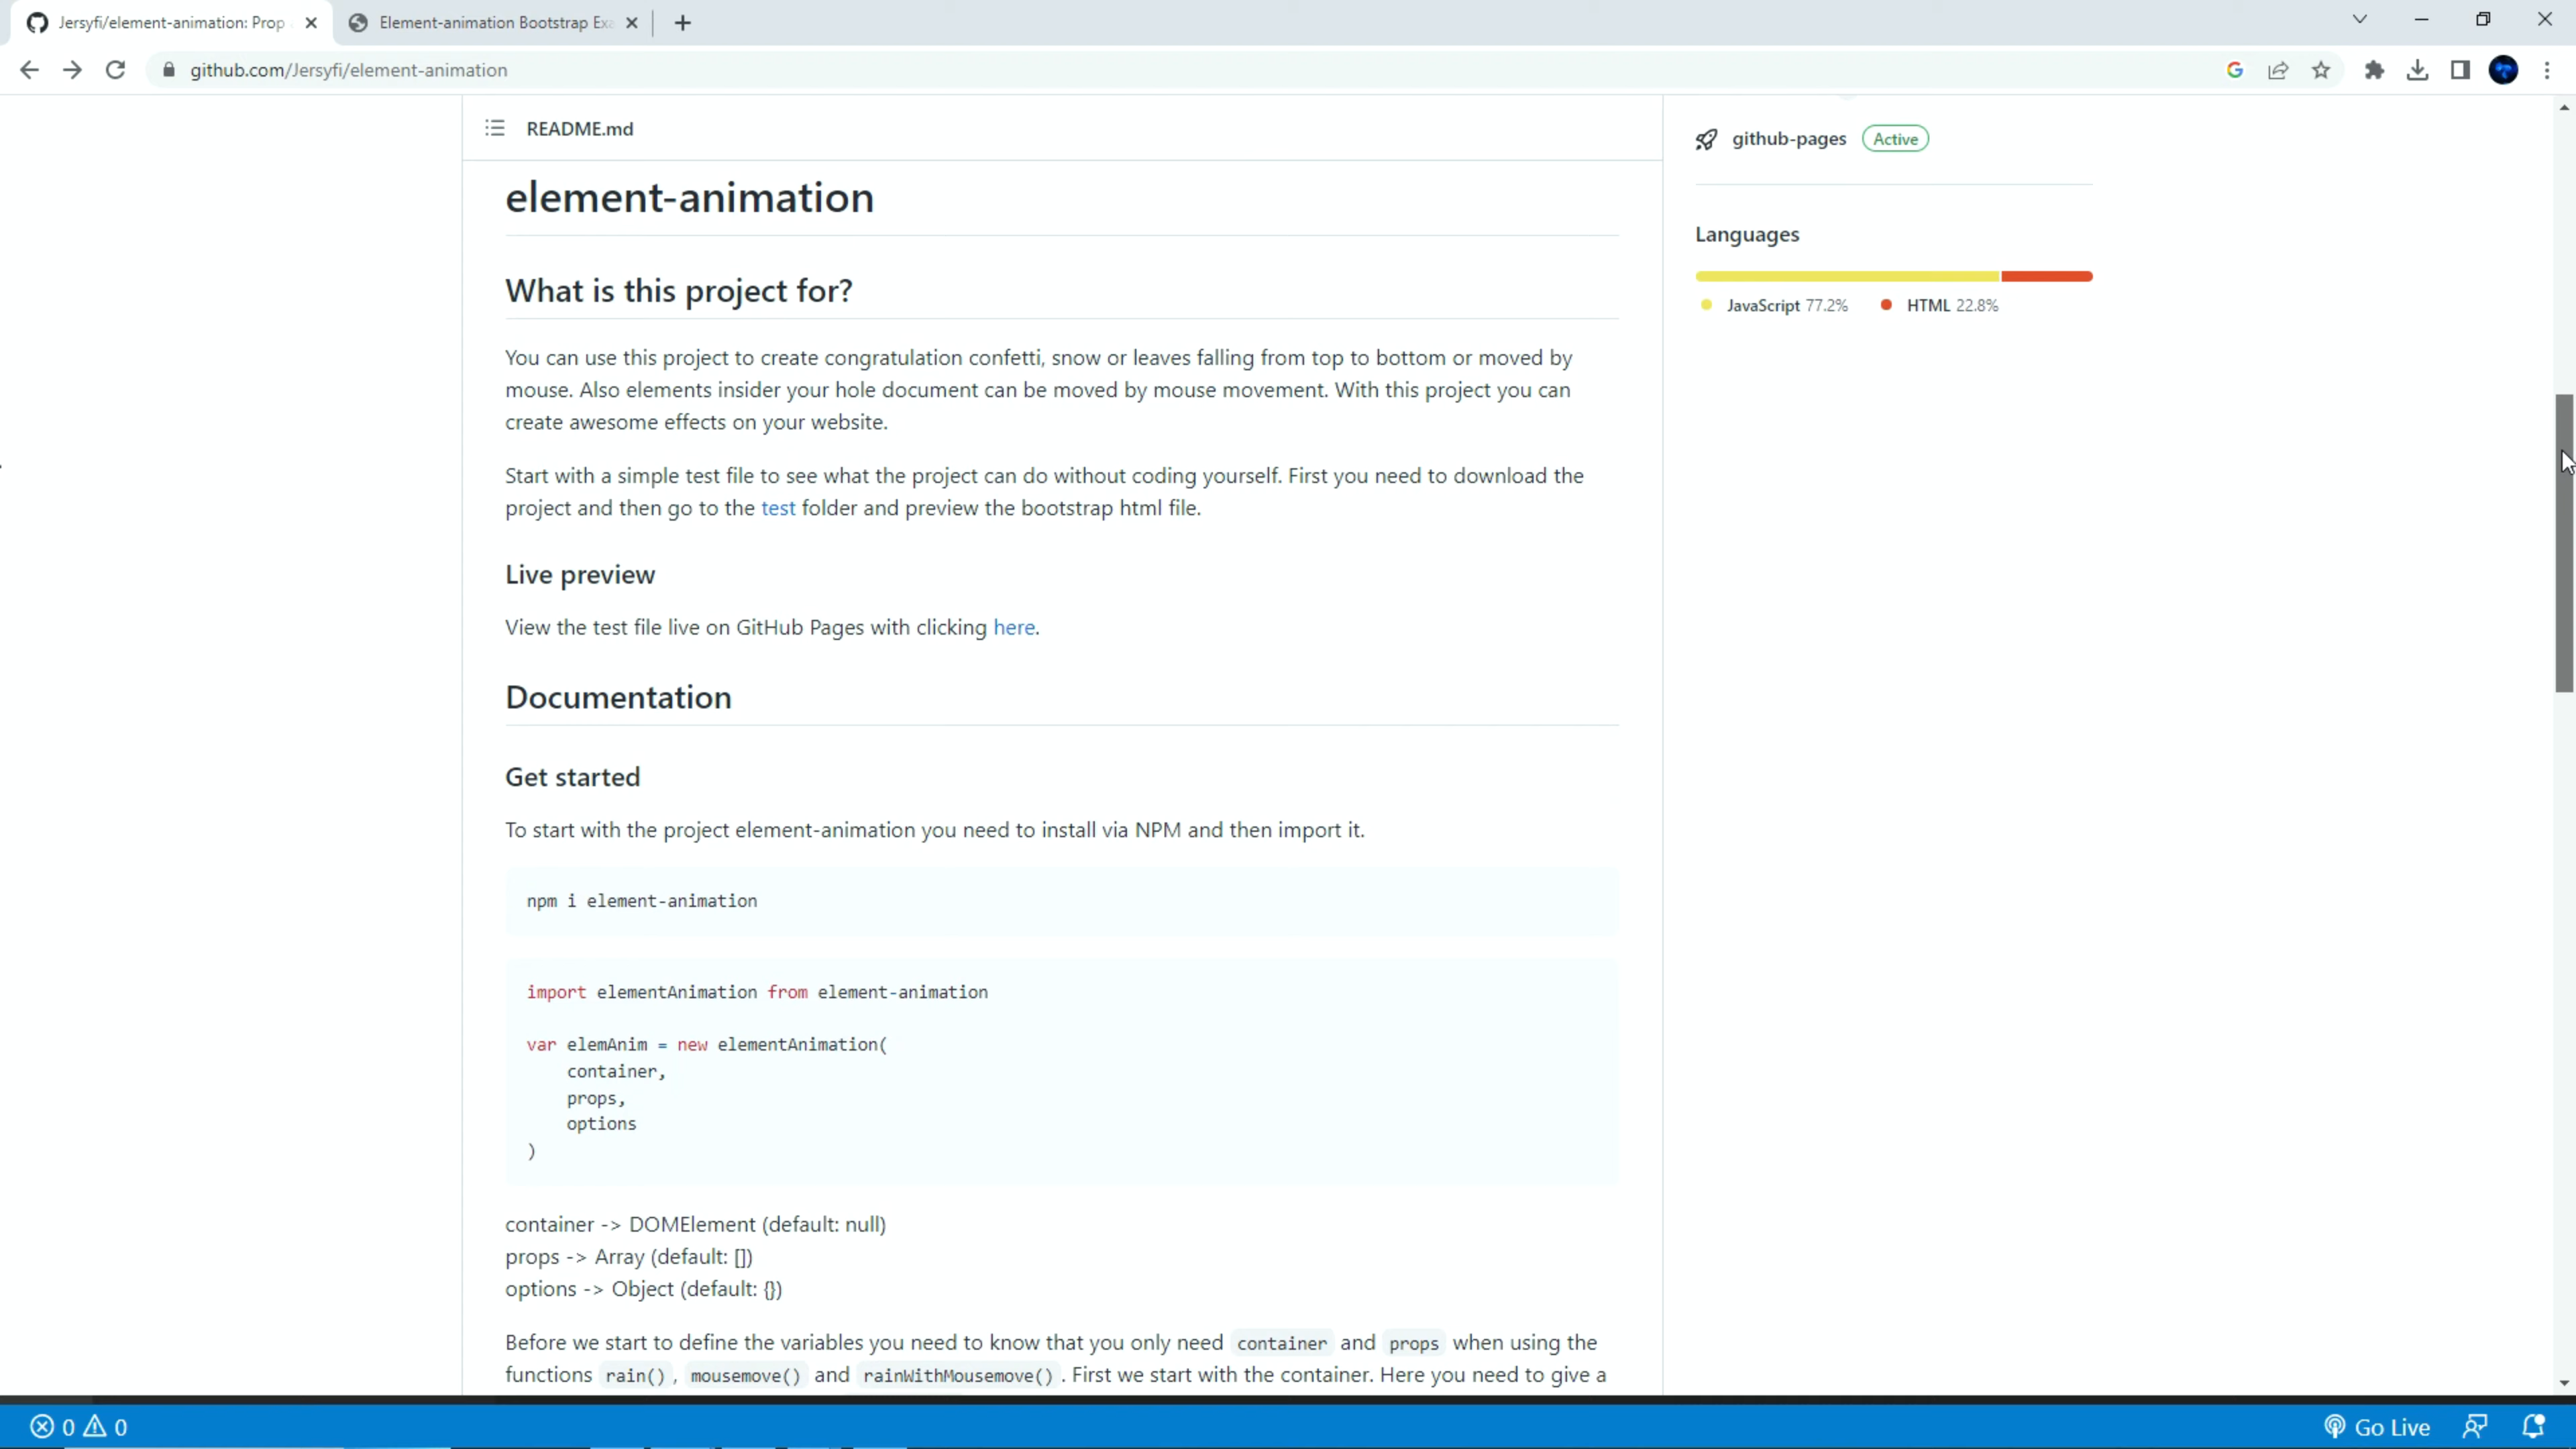 Jersyfi/element-animation: Prop
Element-animation Bootstrap Exa
github.com/Jersyfi/element-animation
README.md
github-pages Active
element-animation
Languages
What is this project for?
JavaScript 77.2% HTML 22.8%
You can use this project to create congratulation confetti, snow or leaves falling from top to bottom or moved by
mouse. Also elements insider your hole document can be moved by mouse movement. With this project you can
create awesome effects on your website.
Start with a simple test file to see what the project can do without coding yourself. First you need to download the
project and then go to the test folder and preview the bootstrap html file.
Live preview
View the test file live on GitHub Pages with clicking here.
Documentation
Get started
To start with the project element-animation you need to install via NPM and then import it.
npm i element-animation
import elementAnimation from element-animation
var elemAnim = new elementAnimation(
container,
props,
options
)
container -> DOMElement (default: null)
props -> Array (default: [])
options -> Object (default: {})
Before we start to define the variables you need to know that you only need container and props when using the
functions rain() , mousemove() and rainWithMousemove() . First we start with the container. Here you need to give a
0 0
Go Live